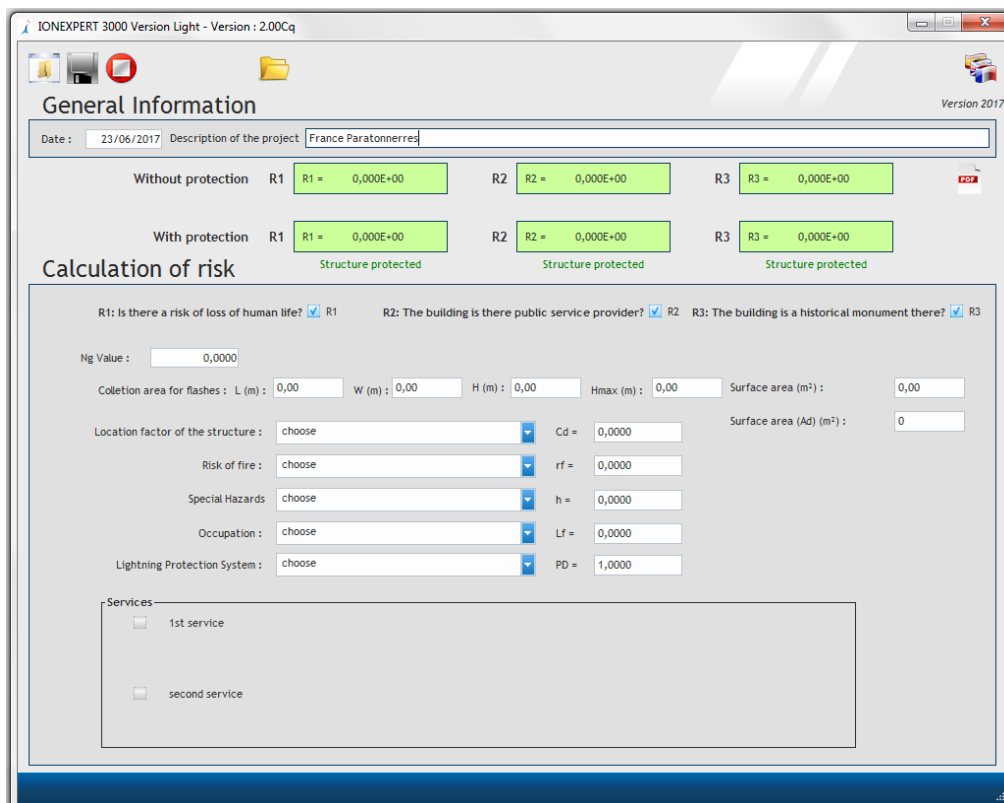 IONEXPERT 3000 Version Light - Version : 2.00Cq
General Information
Version 2017
Date : 23/06/2017 Description of the project France Paratonnerres
Without protection R1 R1 = 0,000E+00 R2 R2 = 0,000E+00 R3 R3 = 0,000E+00
PDF
With protection R1 R1 = 0,000E+00 R2 R2 = 0,000E+00 R3 R3 = 0,000E+00
Structure protected Structure protected Structure protected
Calculation of risk
R1: Is there a risk of loss of human life? R1 R2: The building is there public service provider? R2 R3: The building is a historical monument there? R3
Ng Value : 0,0000
Colletion area for flashes : L (m) : 0,00 W (m) : 0,00 H (m) : 0,00 Hmax (m) : 0,00 Surface area (m²) : 0,00
Surface area (Ad) (m²) : 0
Location factor of the structure : choose Cd = 0,0000
Risk of fire : choose rf = 0,0000
Special Hazards choose h = 0,0000
Occupation : choose Lf = 0,0000
Lightning Protection System : choose PD = 1,0000
Services
1st service
second service